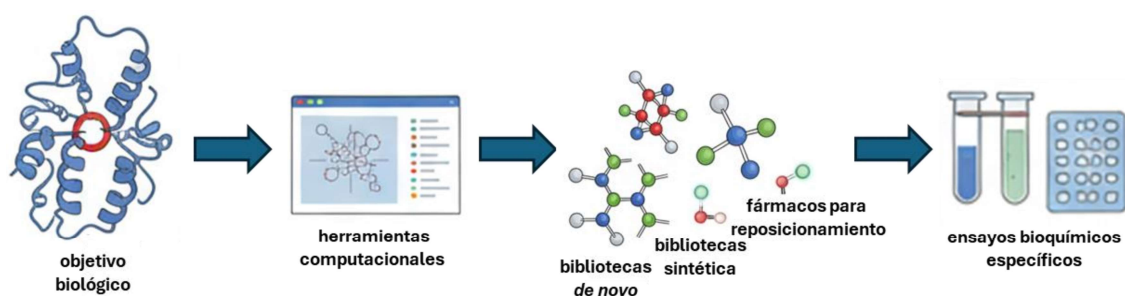 objetivo
biológico
herramientas
computacionales
bibliotecas
de novo
bibliotecas
sintética
fármacos para
reposicionamiento
ensayos bioquímicos
específicos